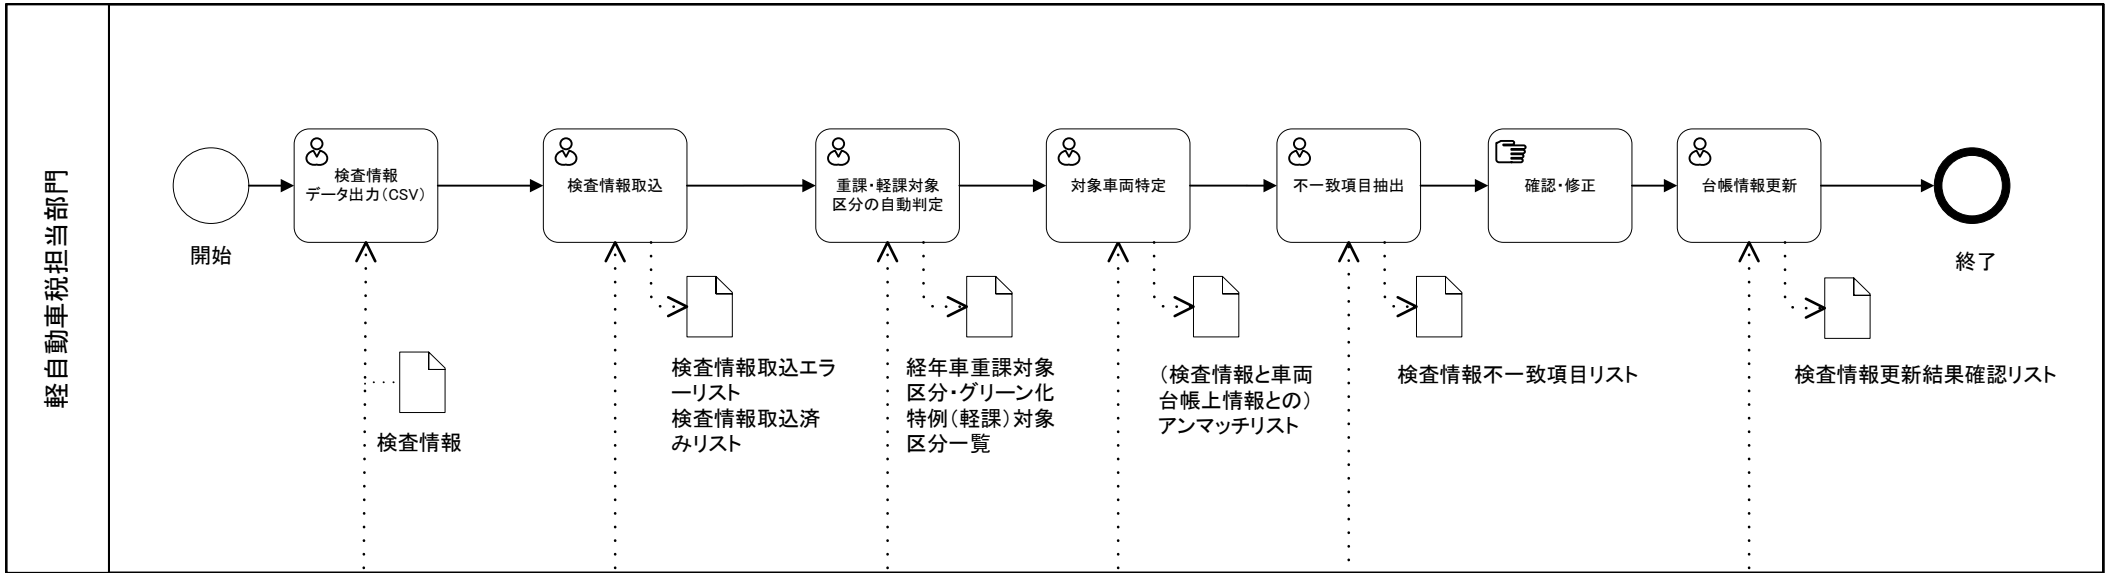 軽自動車税担当部門
開始
検査情報
データ出力(CSV)
検査情報
検査情報取込
検査情報取込エラ
ーリスト
検査情報取込済
みリスト
重課・軽課対象
区分の自動判定
経年車重課対象
区分・グリーン化
特例(軽課)対象
区分一覧
対象車両特定
(検査情報と車両
台帳上情報との)
アンマッチリスト
不一致項目抽出
検査情報不一致項目リスト
確認・修正
台帳情報更新
検査情報更新結果確認リスト
終了